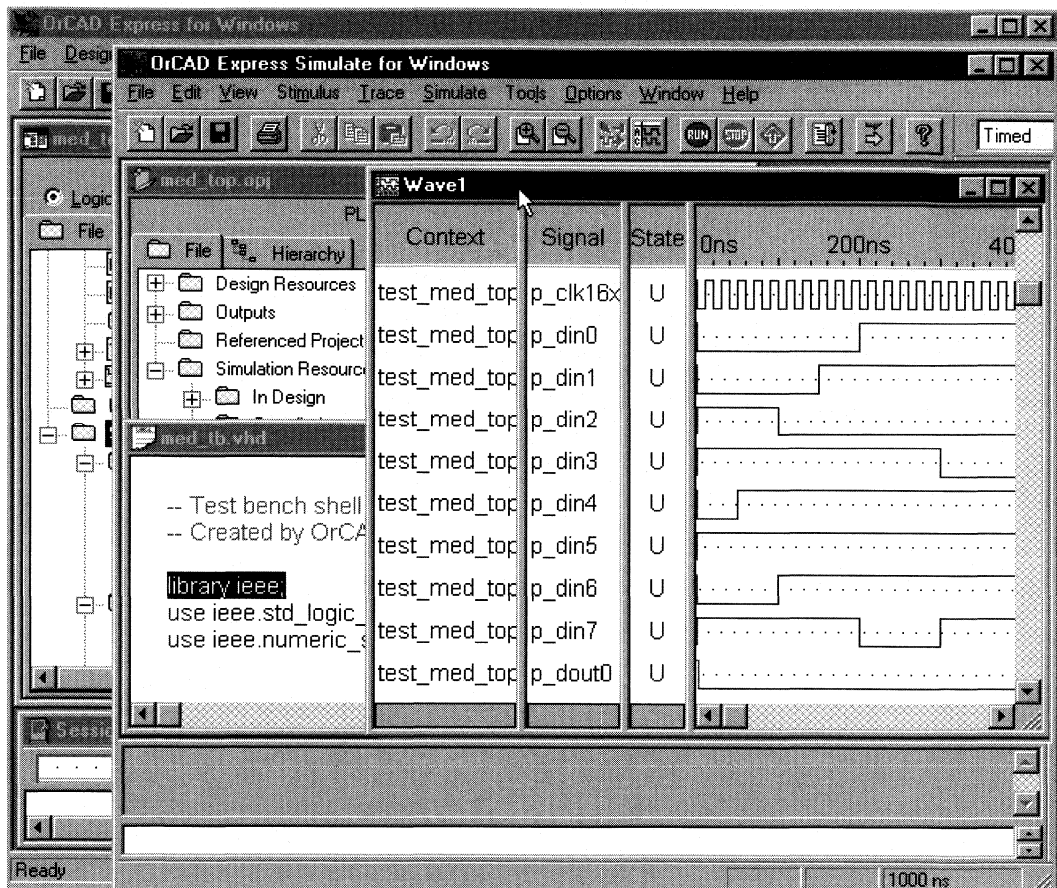 OrCAD Express for Windows
File Design
OrCAD Express Simulate for Windows
File Edit View Stimulus Trace Simulate Tools Options Window Help
RUN STOP
Timed
Logic
File
med_top.opj
File Hierarchy
Design Resources
Outputs
Referenced Project
Simulation Resource
In Design
med_tb.vhd
-- Test bench shell
-- Created by OrCA
library ieee;
use ieee.std_logic_
use ieee.numeric_s
Wave1
Context Signal State 0ns 200ns 40
test_med_top p_clk16x U
test_med_top p_din0 U
test_med_top p_din1 U
test_med_top p_din2 U
test_med_top p_din3 U
test_med_top p_din4 U
test_med_top p_din5 U
test_med_top p_din6 U
test_med_top p_din7 U
test_med_top p_dout0 U
Sessio
Ready
1000 ns